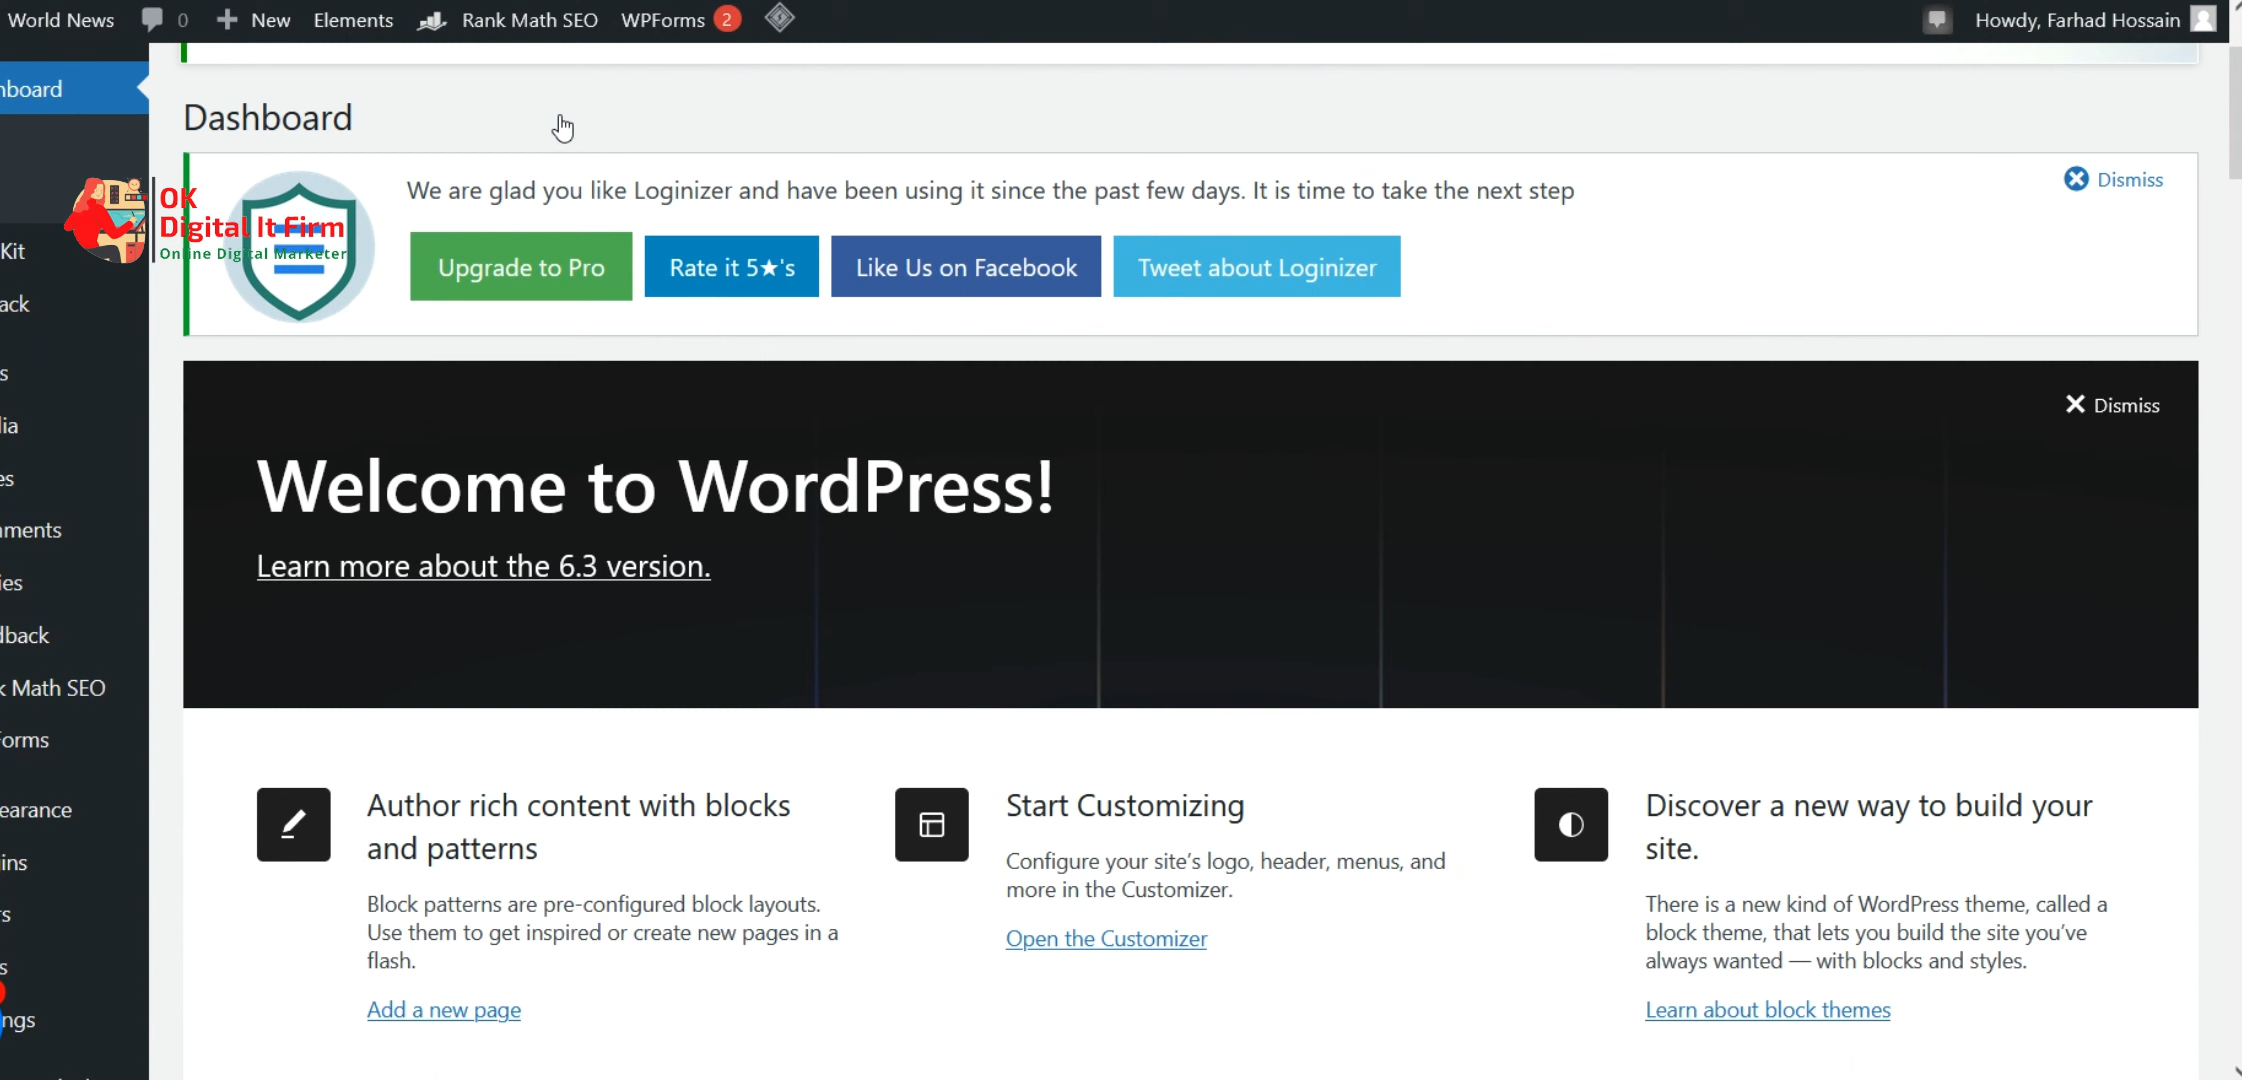 World News 0 New Elements Rank Math SEO WPForms 2 Howdy, Farhad Hossain
board
Dashboard
We are glad you like Loginizer and have been using it since the past few days. It is time to take the next step
Dismiss
Upgrade to Pro Rate it 5★'s Like Us on Facebook Tweet about Loginizer
OK
Digital It Firm
Online Digital Marketer
Kit
ack
s
ia
es
ments
ies
dback
k Math SEO
Forms
earance
ins
rs
s
ngs
Dismiss
Welcome to WordPress!
Learn more about the 6.3 version.
Author rich content with blocks
and patterns
Block patterns are pre-configured block layouts.
Use them to get inspired or create new pages in a
flash.
Add a new page
Start Customizing
Configure your site's logo, header, menus, and
more in the Customizer.
Open the Customizer
Discover a new way to build your
site.
There is a new kind of WordPress theme, called a
block theme, that lets you build the site you've
always wanted — with blocks and styles.
Learn about block themes